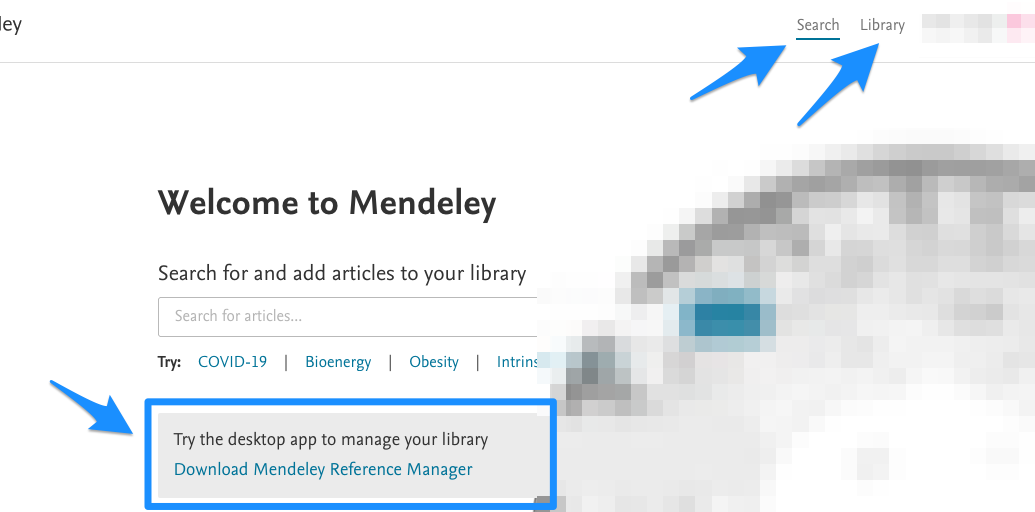 ley
Search Library
Welcome to Mendeley
Search for and add articles to your library
Search for articles...
Try: COVID-19 | Bioenergy | Obesity | Intrins
Try the desktop app to manage your library
Download Mendeley Reference Manager